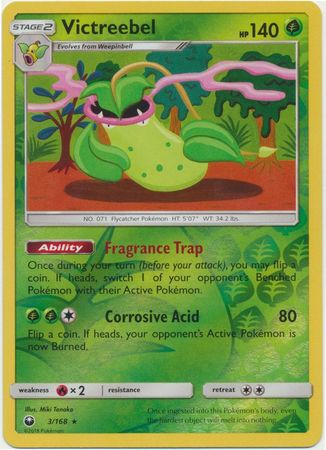 STAGE 2 Victreebel HP 140
Evolves from Weepinbell
NO. 071 Flycatcher Pokémon HT: 5'07" WT: 34.2 lbs.
Ability Fragrance Trap
Once during your turn (before your attack), you may flip a
coin. If heads, switch 1 of your opponent's Benched
Pokémon with their Active Pokémon.
Corrosive Acid 80
Flip a coin. If heads, your opponent's Active Pokémon is
now Burned.
weakness ×2 resistance retreat
Illus. Miki Tanaka
3/168 ★
©2018 Pokémon
Once ingested into this Pokémon's body, even
the hardest object will melt into nothing.